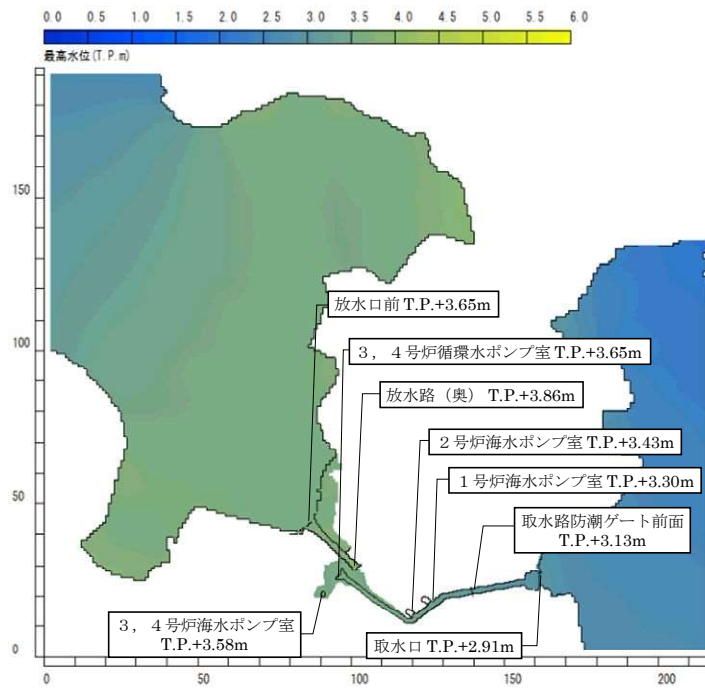 0.0 0.5 1.0 1.5 2.0 2.5 3.0 3.5 4.0 4.5 5.0 5.5 6.0
最高水位(T.P.m)
150
100
50
0
放水口前 T.P.+3.65m
3,4号炉循環水ポンプ室 T.P.+3.65m
放水路(奥) T.P.+3.86m
2号炉海水ポンプ室 T.P.+3.43m
1号炉海水ポンプ室 T.P.+3.30m
取水路防潮ゲート前面
T.P.+3.13m
3,4号炉海水ポンプ室
T.P.+3.58m
取水口 T.P.+2.91m
0 50 100 150 200